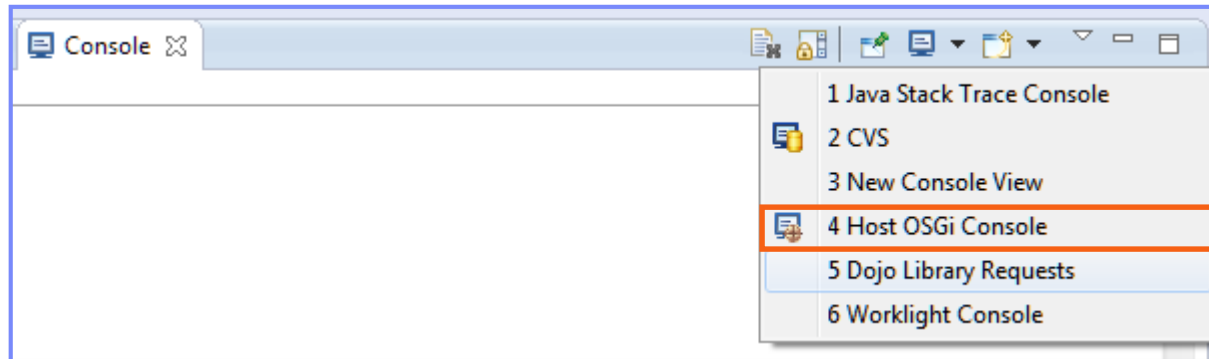 Console
1 Java Stack Trace Console
2 CVS
3 New Console View
4 Host OSGi Console
5 Dojo Library Requests
6 Worklight Console